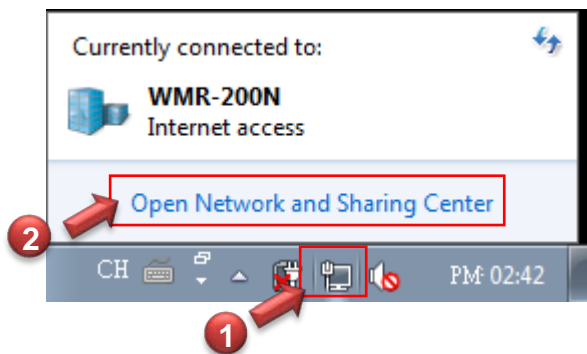 Currently connected to:
WMR-200N
Internet access
Open Network and Sharing Center
2
CH
PM 02:42
1